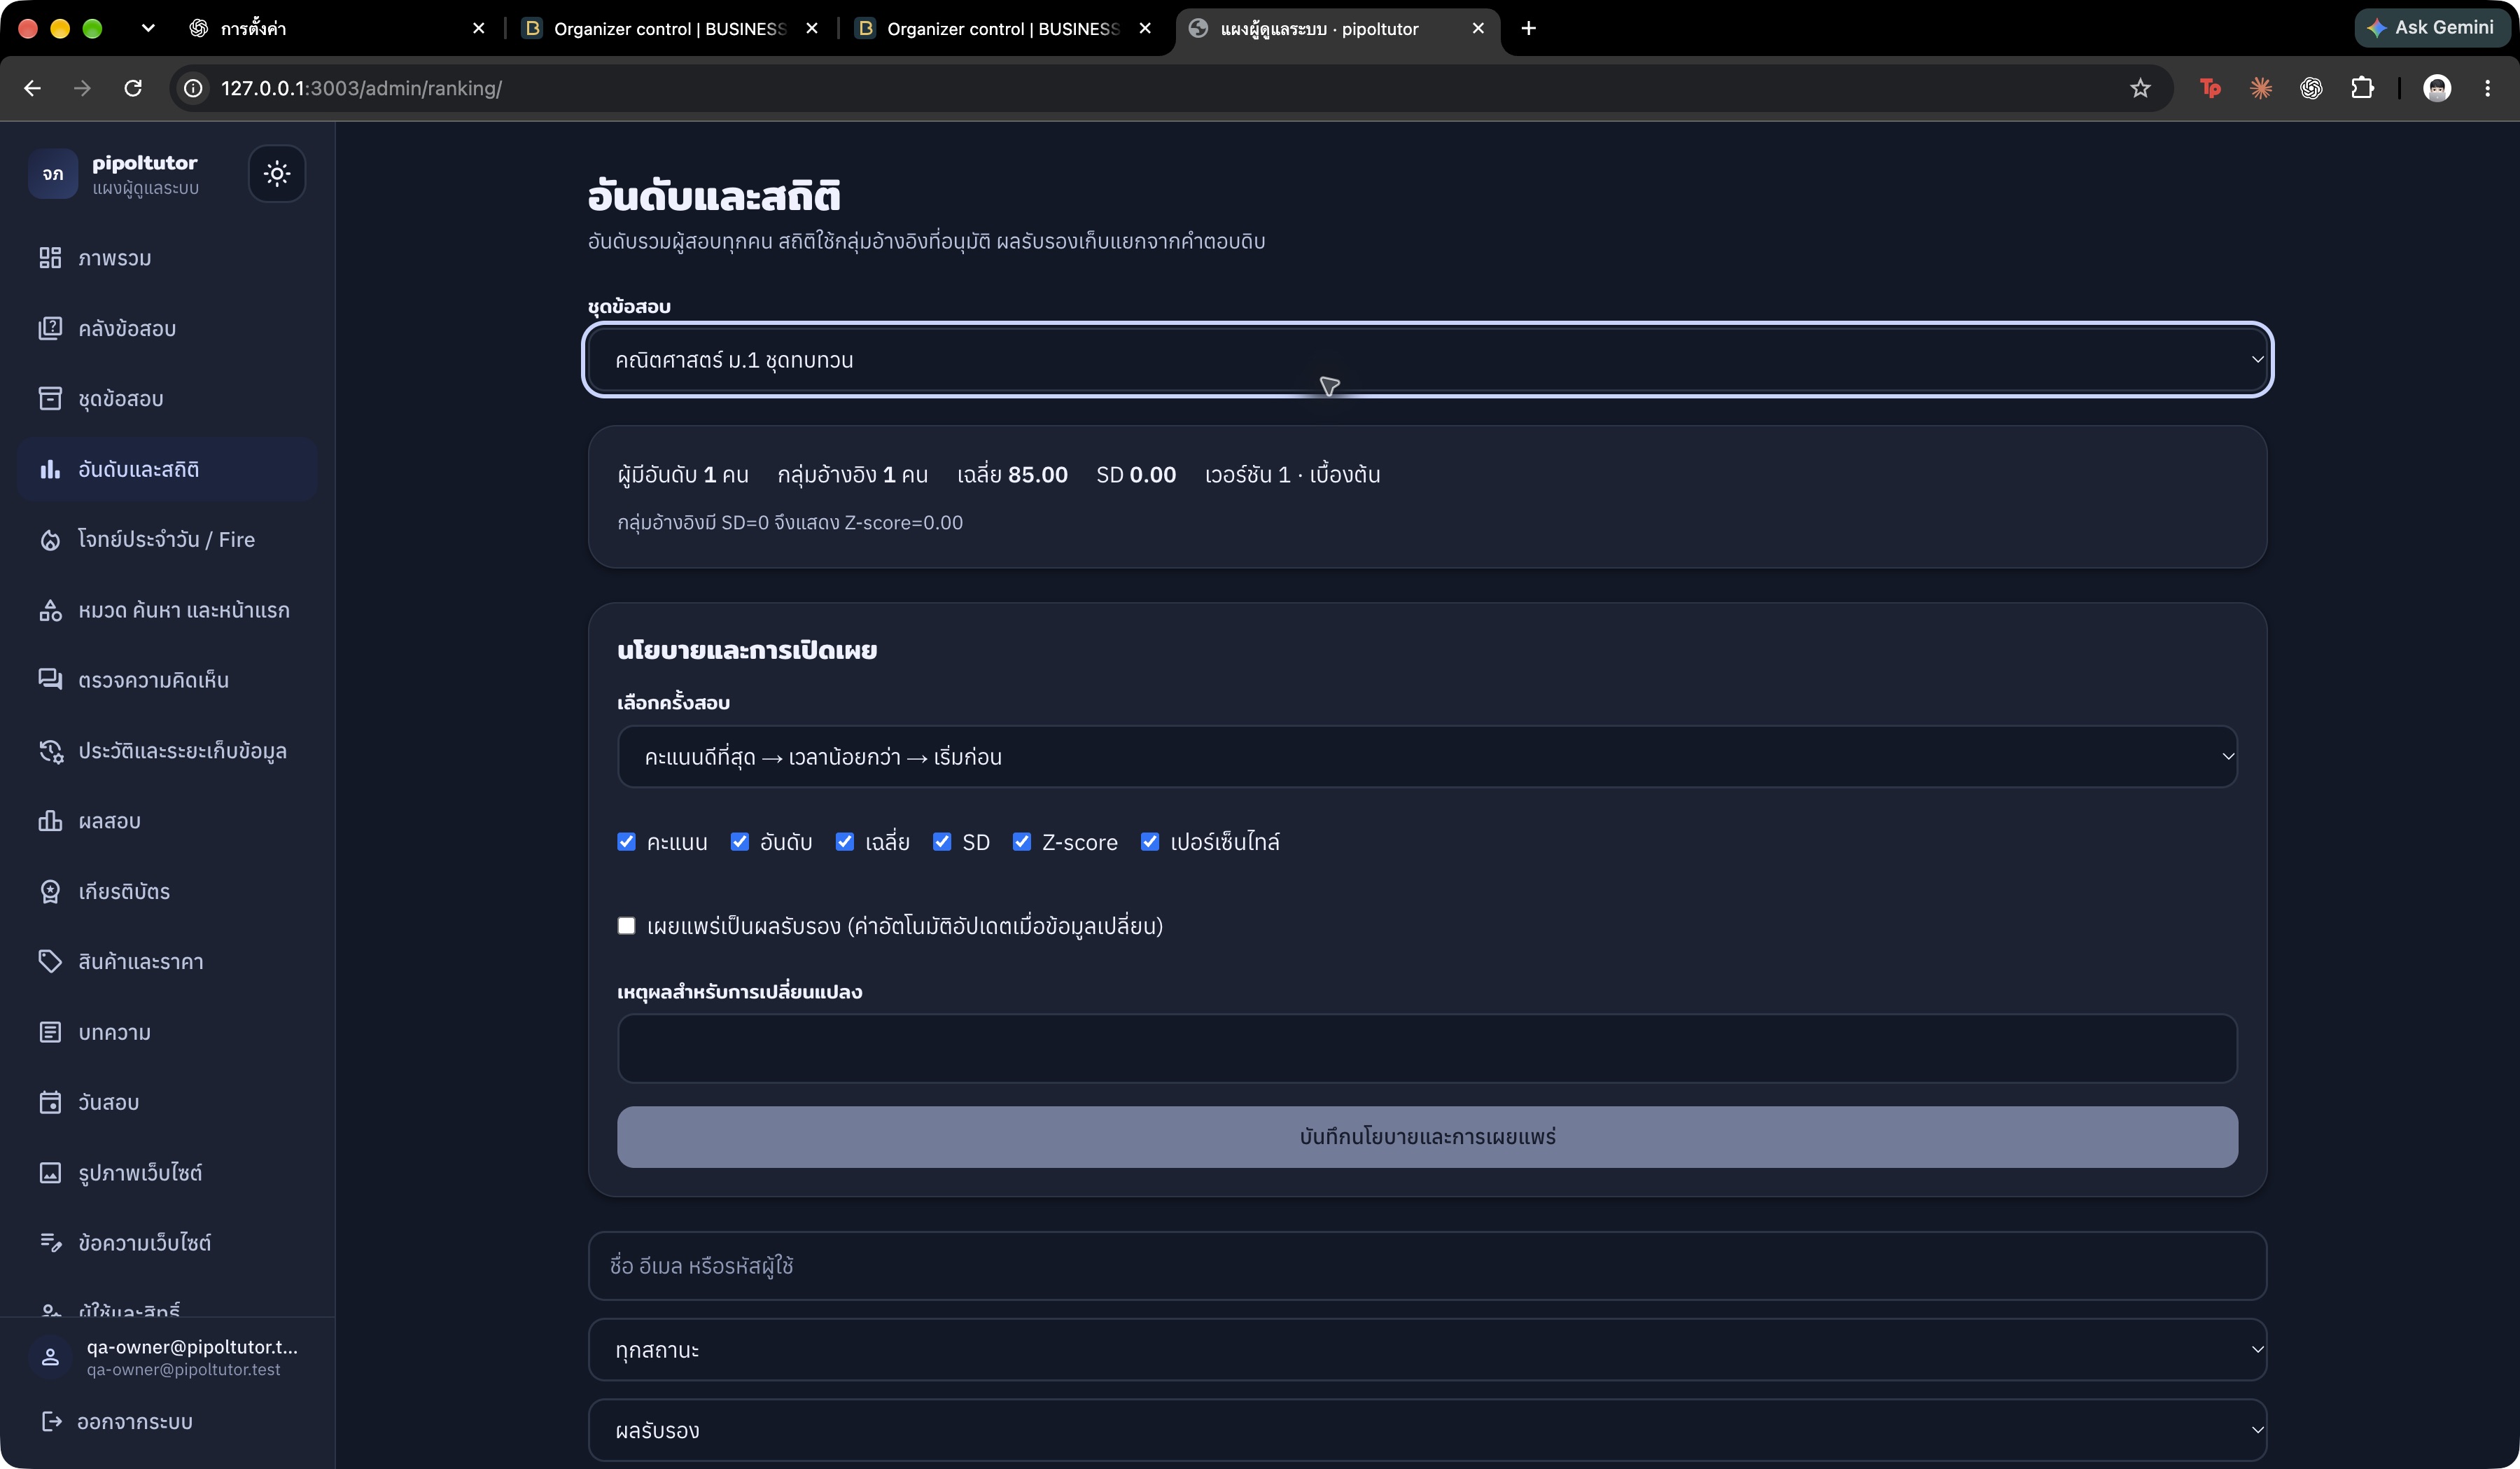 การตั้งค่า
Organizer control | BUSINESS
Organizer control | BUSINESS
แผงผู้ดูแลระบบ · pipoltutor
Ask Gemini
127.0.0.1:3003/admin/ranking/
จภ
pipoltutor
แผงผู้ดูแลระบบ
ภาพรวม
คลังข้อสอบ
ชุดข้อสอบ
อันดับและสถิติ
โจทย์ประจำวัน / Fire
หมวด ค้นหา และหน้าแรก
ตรวจความคิดเห็น
ประวัติและระยะเก็บข้อมูล
ผลสอบ
เกียรติบัตร
สินค้าและราคา
บทความ
วันสอบ
รูปภาพเว็บไซต์
ข้อความเว็บไซต์
ผู้ใช้และสิทธิ์
qa-owner@pipoltutor.t...
qa-owner@pipoltutor.test
ออกจากระบบ
อันดับและสถิติ
อันดับรวมผู้สอบทุกคน สถิติใช้กลุ่มอ้างอิงที่อนุมัติ ผลรับรองเก็บแยกจากคำตอบดิบ
ชุดข้อสอบ
คณิตศาสตร์ ม.1 ชุดทบทวน
ผู้มีอันดับ 1 คน กลุ่มอ้างอิง 1 คน เฉลี่ย 85.00 SD 0.00 เวอร์ชัน 1 · เบื้องต้น
กลุ่มอ้างอิงมี SD=0 จึงแสดง Z-score=0.00
นโยบายและการเปิดเผย
เลือกครั้งสอบ
คะแนนดีที่สุด → เวลาน้อยกว่า → เริ่มก่อน
คะแนน อันดับ เฉลี่ย SD Z-score เปอร์เซ็นไทล์
เผยแพร่เป็นผลรับรอง (ค่าอัตโนมัติอัปเดตเมื่อข้อมูลเปลี่ยน)
เหตุผลสำหรับการเปลี่ยนแปลง
บันทึกนโยบายและการเผยแพร่
ชื่อ อีเมล หรือรหัสผู้ใช้
ทุกสถานะ
ผลรับรอง